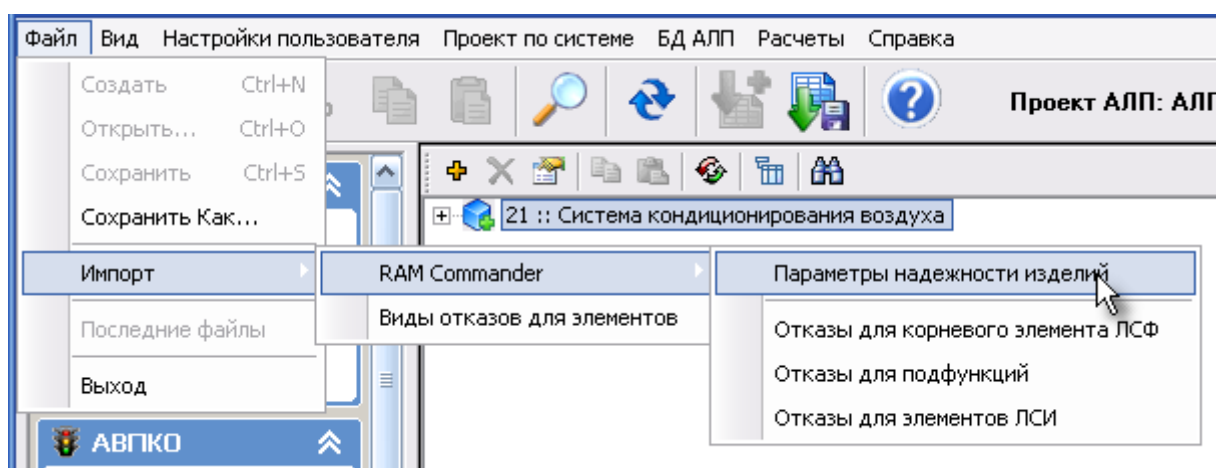 Файл Вид Настройки пользователя Проект по системе БД АЛП Расчеты Справка
Создать Ctrl+N
Открыть... Ctrl+O
Проект АЛП: АЛП
Сохранить Ctrl+S
Сохранить Как...
21 :: Система кондиционирования воздуха
Импорт
RAM Commander
Параметры надежности изделий
Виды отказов для элементов
Последние файлы
Отказы для корневого элемента ЛСФ
Отказы для подфункций
Выход
Отказы для элементов ЛСИ
АВПКО